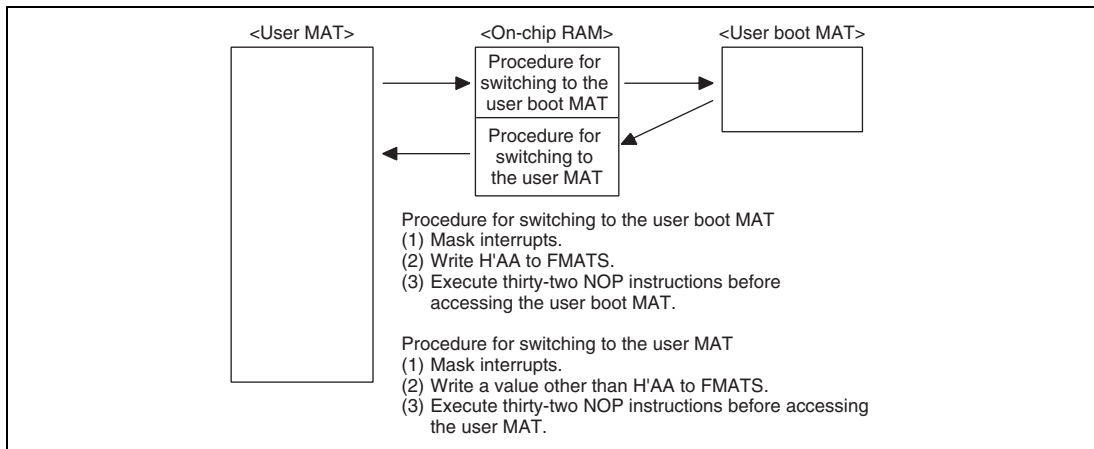 <User MAT> <On-chip RAM> <User boot MAT>
Procedure for
switching to the
user boot MAT
Procedure for
switching to
the user MAT
Procedure for switching to the user boot MAT
(1) Mask interrupts.
(2) Write H'AA to FMATS.
(3) Execute thirty-two NOP instructions before
accessing the user boot MAT.
Procedure for switching to the user MAT
(1) Mask interrupts.
(2) Write a value other than H'AA to FMATS.
(3) Execute thirty-two NOP instructions before accessing
the user MAT.